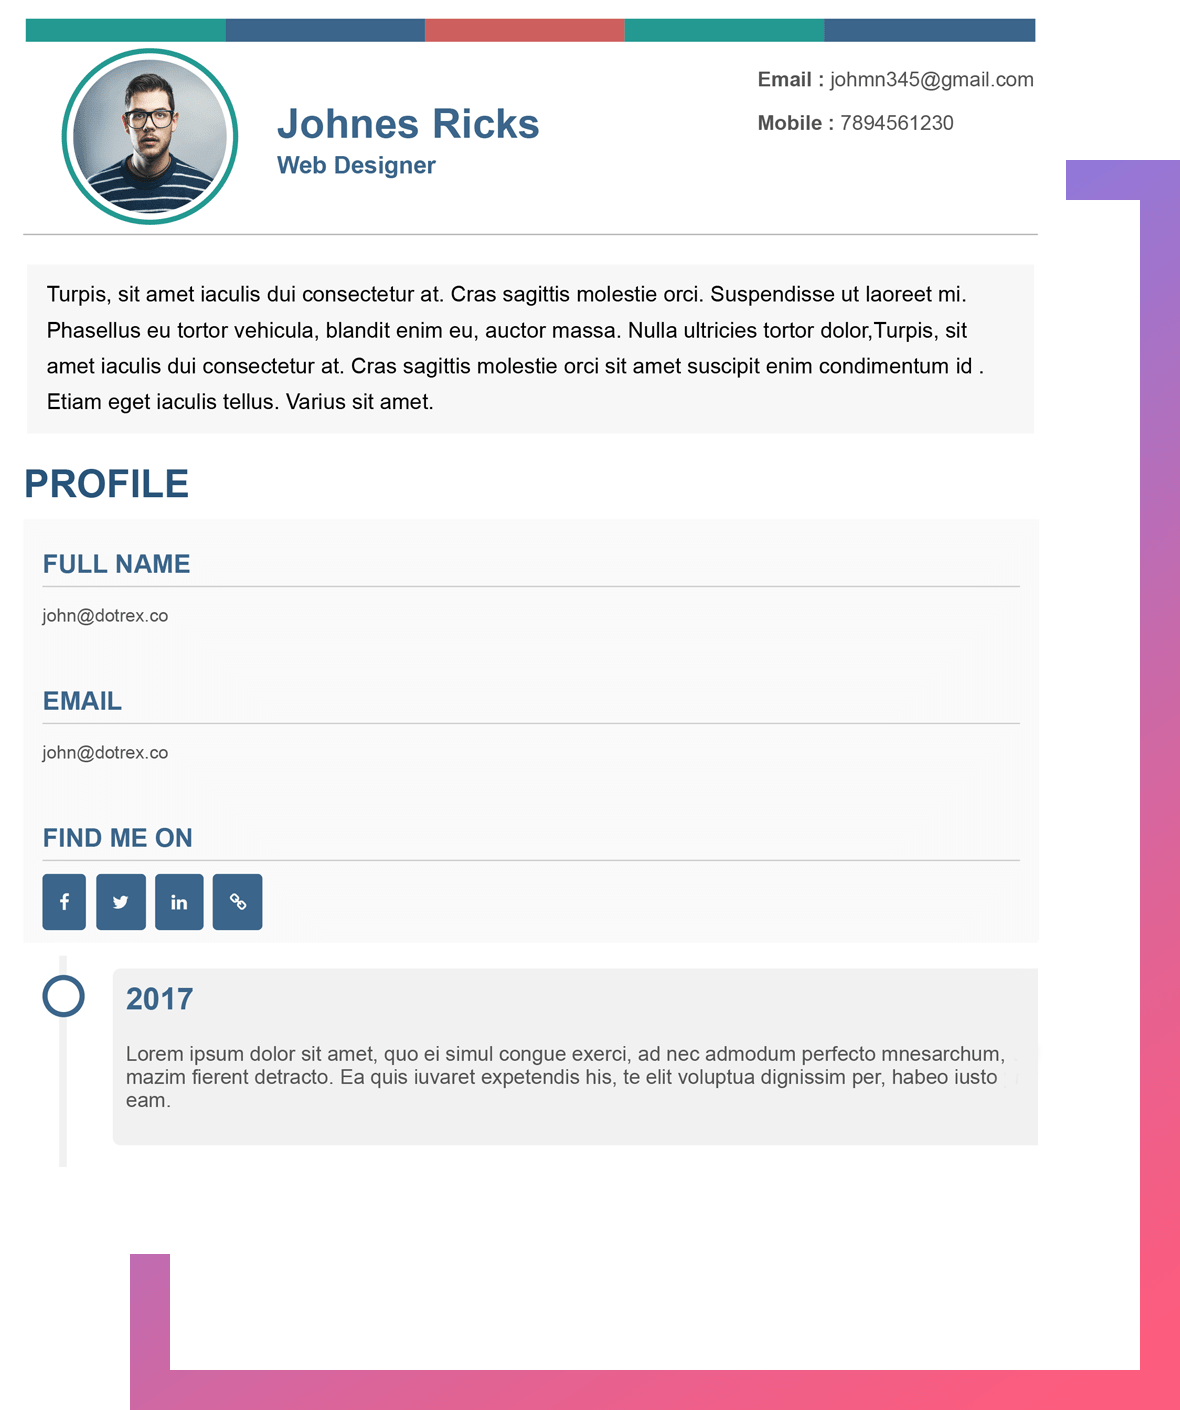 Johnes Ricks
Web Designer
Email : johmn345@gmail.com
Mobile : 7894561230
Turpis, sit amet iaculis dui consectetur at. Cras sagittis molestie orci. Suspendisse ut laoreet mi.
Phasellus eu tortor vehicula, blandit enim eu, auctor massa. Nulla ultricies tortor dolor,Turpis, sit
amet iaculis dui consectetur at. Cras sagittis molestie orci sit amet suscipit enim condimentum id .
Etiam eget iaculis tellus. Varius sit amet.
PROFILE
FULL NAME
john@dotrex.co
EMAIL
john@dotrex.co
FIND ME ON
2017
Lorem ipsum dolor sit amet, quo ei simul congue exerci, ad nec admodum perfecto mnesarchum,
mazim fierent detracto. Ea quis iuvaret expetendis his, te elit voluptua dignissim per, habeo iusto
eam.